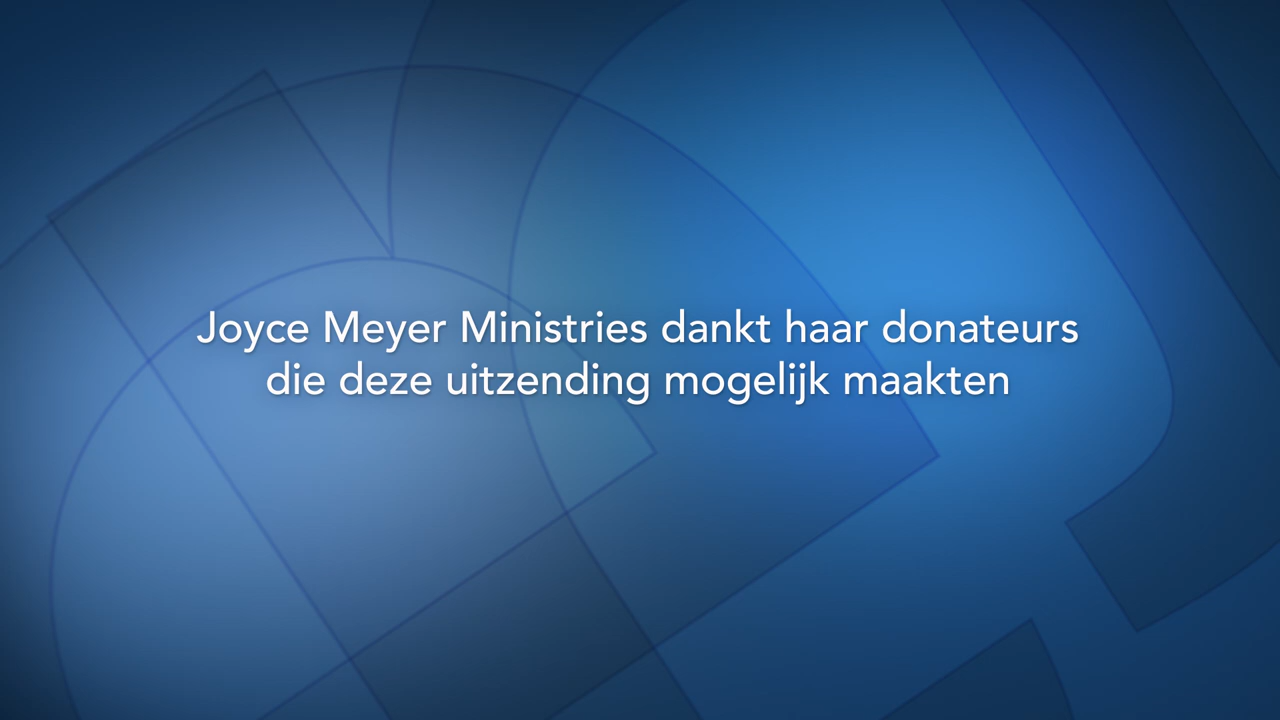 Joyce Meyer Ministries dankt haar donateurs
die deze uitzending mogelijk maakten